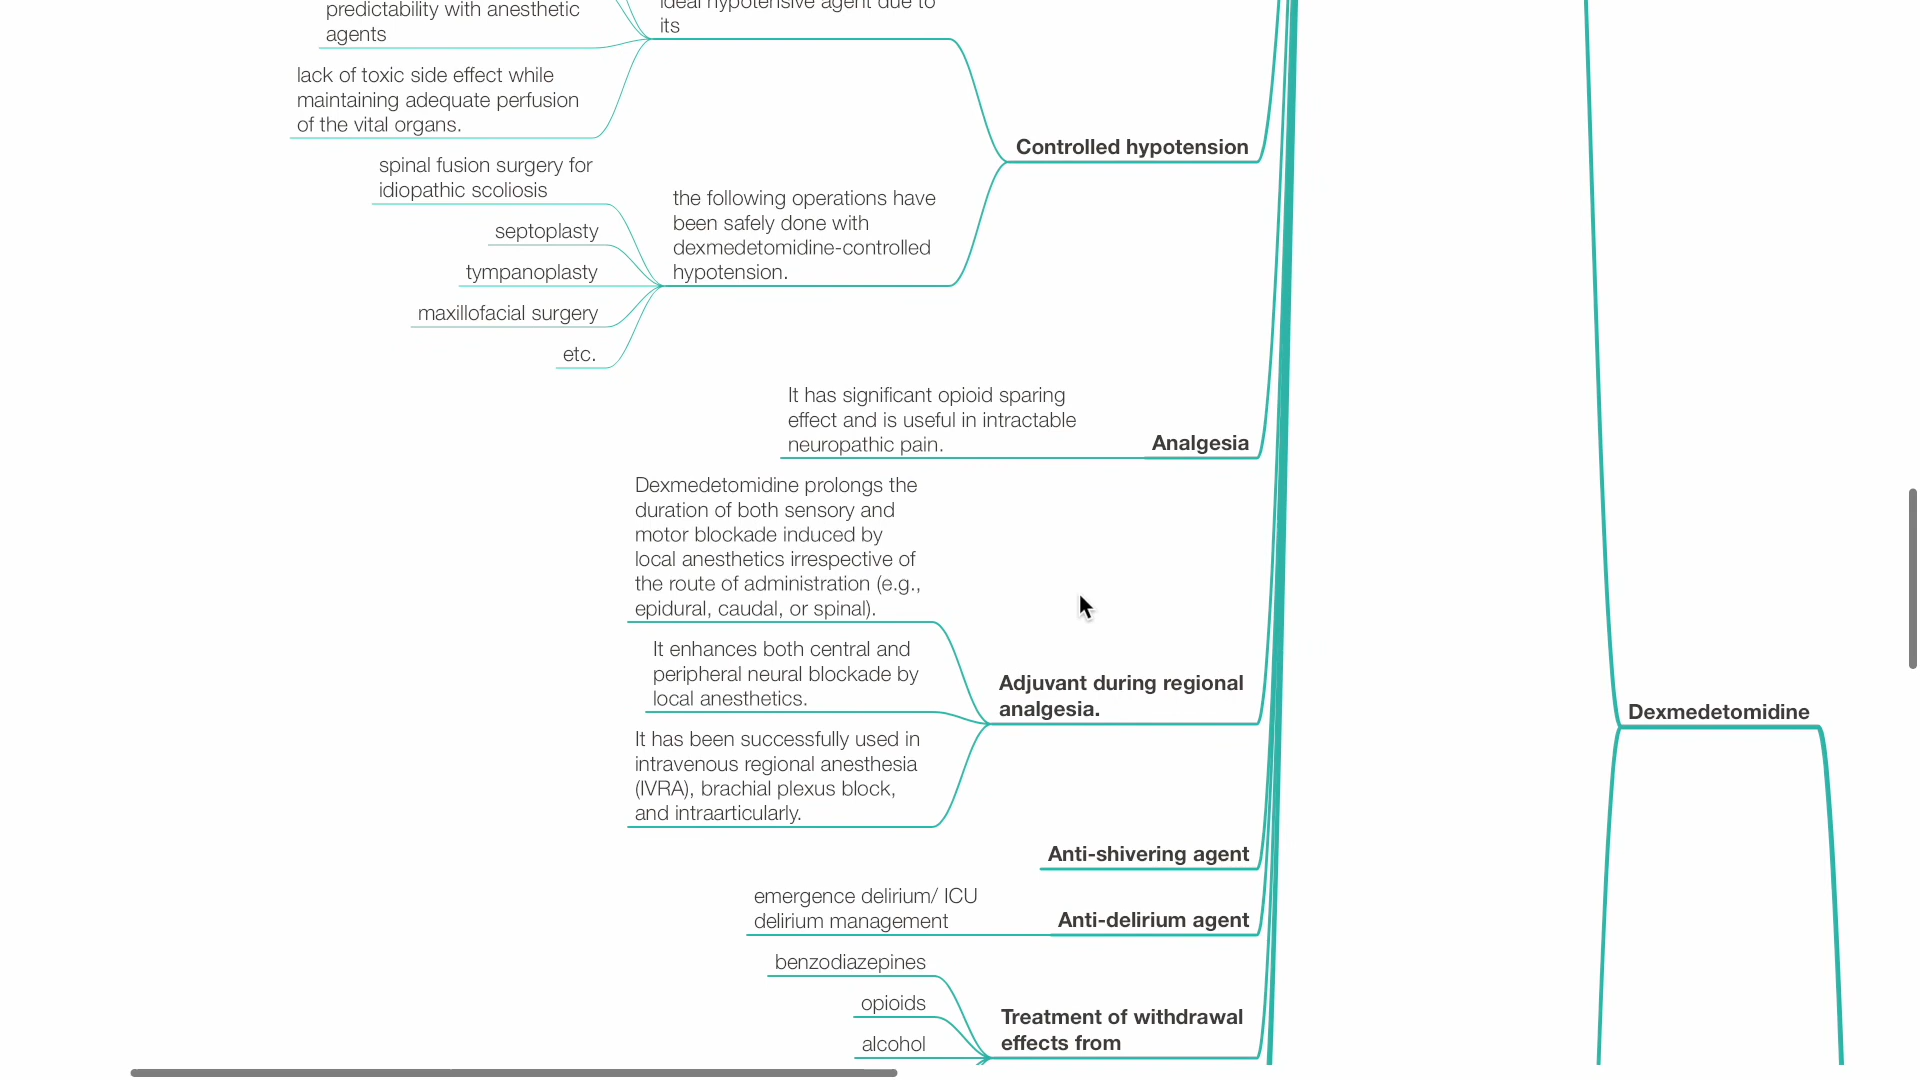 predictability with anesthetic
agents
ideal hypotensive agent due to
its
lack of toxic side effect while
maintaining adequate perfusion
of the vital organs.
Controlled hypotension
spinal fusion surgery for
idiopathic scoliosis
septoplasty
tympanoplasty
maxillofacial surgery
etc.
the following operations have
been safely done with
dexmedetomidine-controlled
hypotension.
It has significant opioid sparing
effect and is useful in intractable
neuropathic pain.
Analgesia
Dexmedetomidine prolongs the
duration of both sensory and
motor blockade induced by
local anesthetics irrespective of
the route of administration (e.g.,
epidural, caudal, or spinal).
It enhances both central and
peripheral neural blockade by
local anesthetics.
Adjuvant during regional
analgesia.
It has been successfully used in
intravenous regional anesthesia
(IVRA), brachial plexus block,
and intraarticularly.
Dexmedetomidine
Anti-shivering agent
emergence delirium/ ICU
delirium management
Anti-delirium agent
benzodiazepines
opioids
alcohol
Treatment of withdrawal
effects from